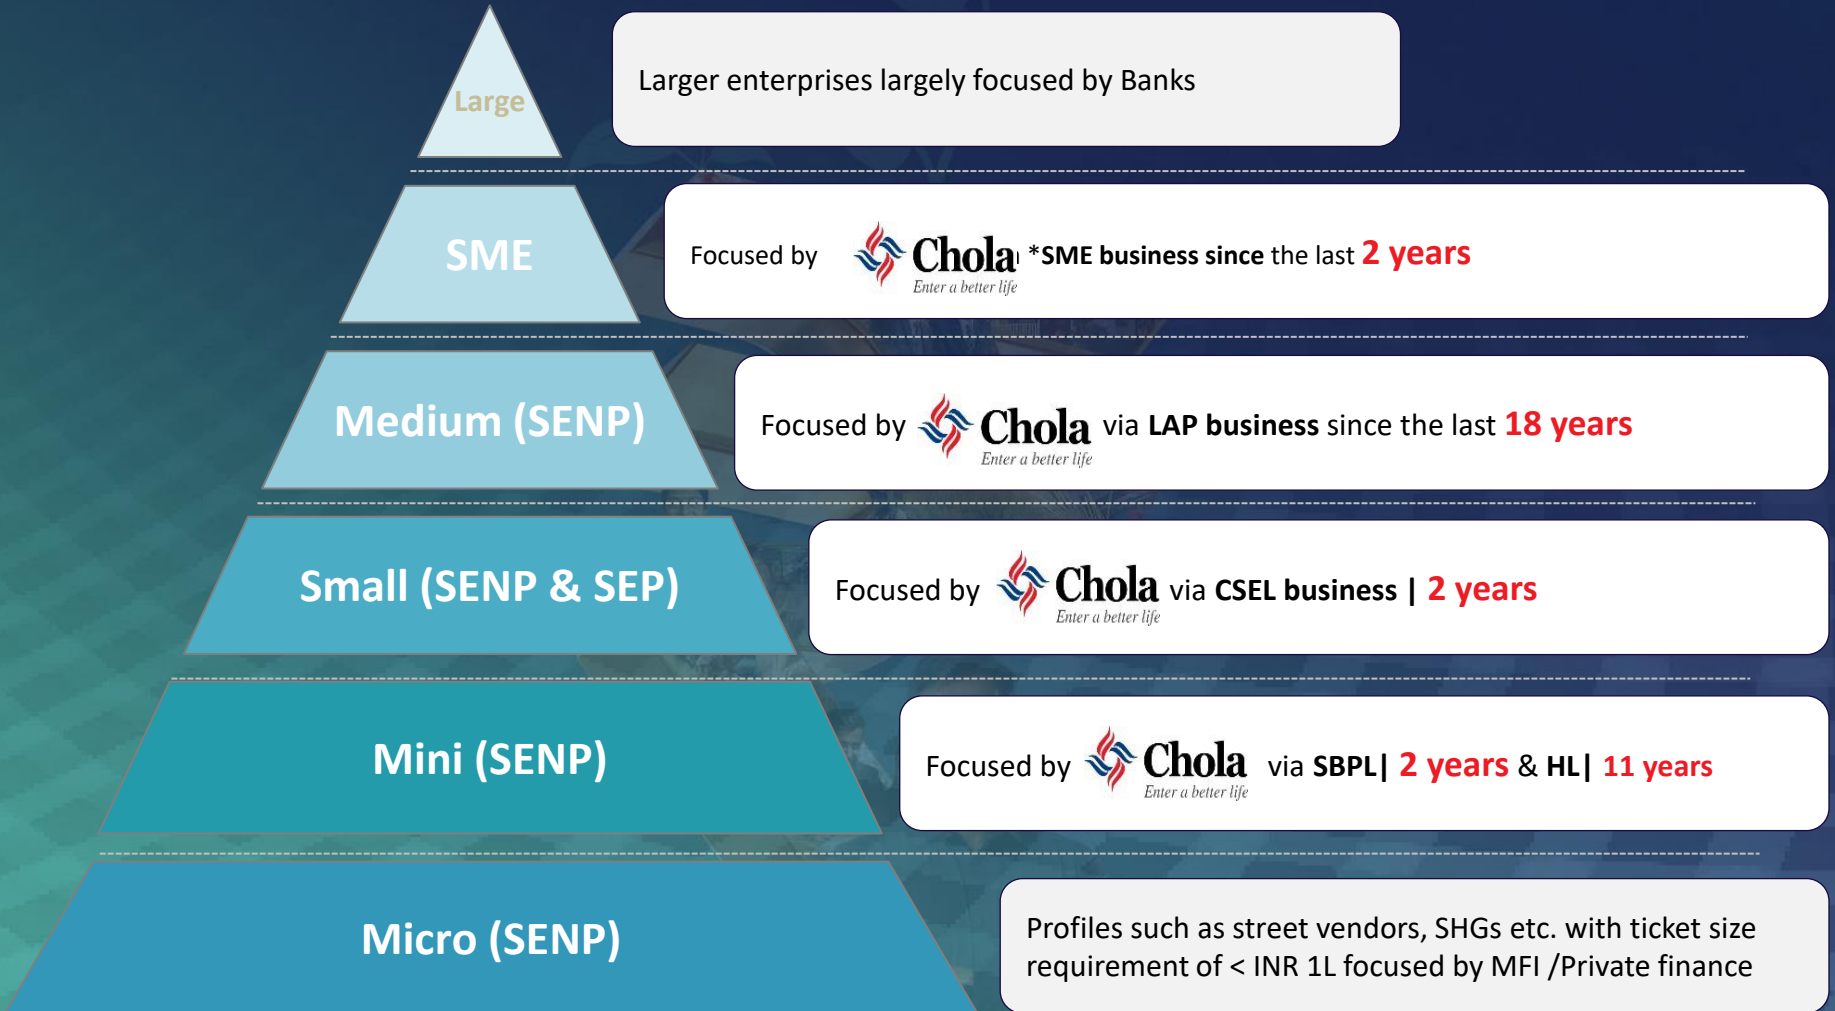 Large
Larger enterprises largely focused by Banks
SME
Focused by Chola *SME business since the last 2 years
Enter a better life
Medium (SENP)
Focused by Chola via LAP business since the last 18 years
Enter a better life
Small (SENP & SEP)
Focused by Chola via CSEL business | 2 years
Enter a better life
Mini (SENP)
Focused by Chola via SBPL| 2 years & HL| 11 years
Enter a better life
Micro (SENP)
Profiles such as street vendors, SHGs etc. with ticket size
requirement of < INR 1L focused by MFI /Private finance